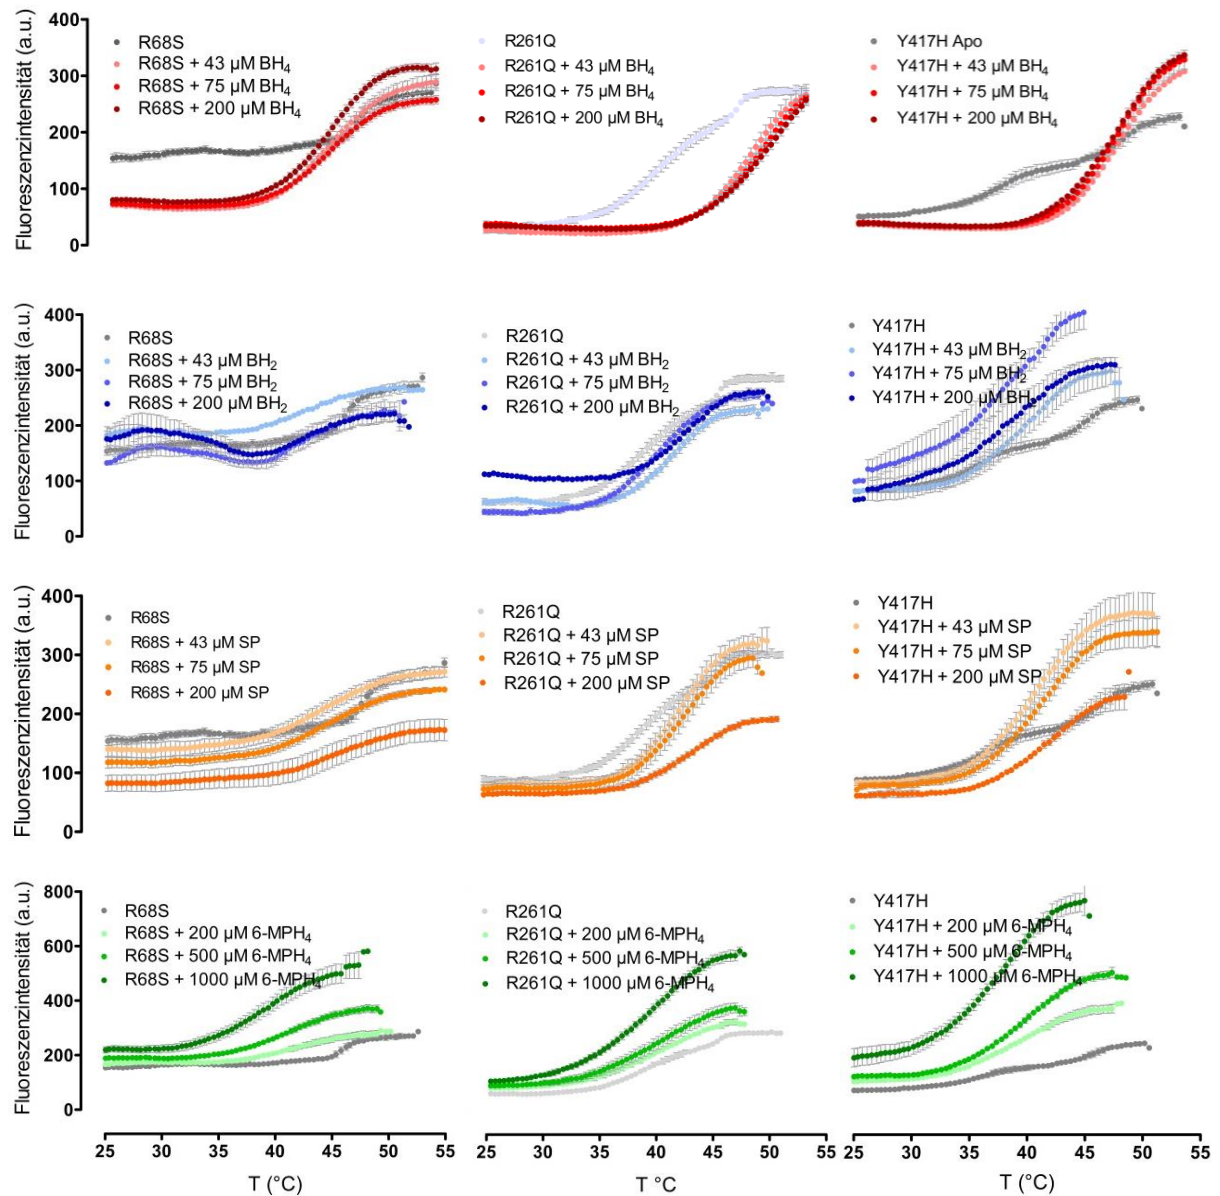 Fluoreszenzintensität (a.u.)
400
300
200
100
0
R68S
R68S + 43 µM BH₄
R68S + 75 µM BH₄
R68S + 200 µM BH₄
R261Q
R261Q + 43 µM BH₄
R261Q + 75 µM BH₄
R261Q + 200 µM BH₄
Y417H Apo
Y417H + 43 µM BH₄
Y417H + 75 µM BH₄
Y417H + 200 µM BH₄
Fluoreszenzintensität (a.u.)
400
300
200
100
0
R68S
R68S + 43 µM BH₂
R68S + 75 µM BH₂
R68S + 200 µM BH₂
R261Q
R261Q + 43 µM BH₂
R261Q + 75 µM BH₂
R261Q + 200 µM BH₂
Y417H
Y417H + 43 µM BH₂
Y417H + 75 µM BH₂
Y417H + 200 µM BH₂
Fluoreszenzintensität (a.u.)
400
300
200
100
0
R68S
R68S + 43 µM SP
R68S + 75 µM SP
R68S + 200 µM SP
R261Q
R261Q + 43 µM SP
R261Q + 75 µM SP
R261Q + 200 µM SP
Y417H
Y417H + 43 µM SP
Y417H + 75 µM SP
Y417H + 200 µM SP
Fluoreszenzintensität (a.u.)
800
600
400
200
0
R68S
R68S + 200 µM 6-MPH₄
R68S + 500 µM 6-MPH₄
R68S + 1000 µM 6-MPH₄
R261Q
R261Q + 200 µM 6-MPH₄
R261Q + 500 µM 6-MPH₄
R261Q + 1000 µM 6-MPH₄
Y417H
Y417H + 200 µM 6-MPH₄
Y417H + 500 µM 6-MPH₄
Y417H + 1000 µM 6-MPH₄
25 30 35 40 45 50 55
25 30 35 40 45 50 55
25 30 35 40 45 50 55
T (°C)
T °C
T (°C)